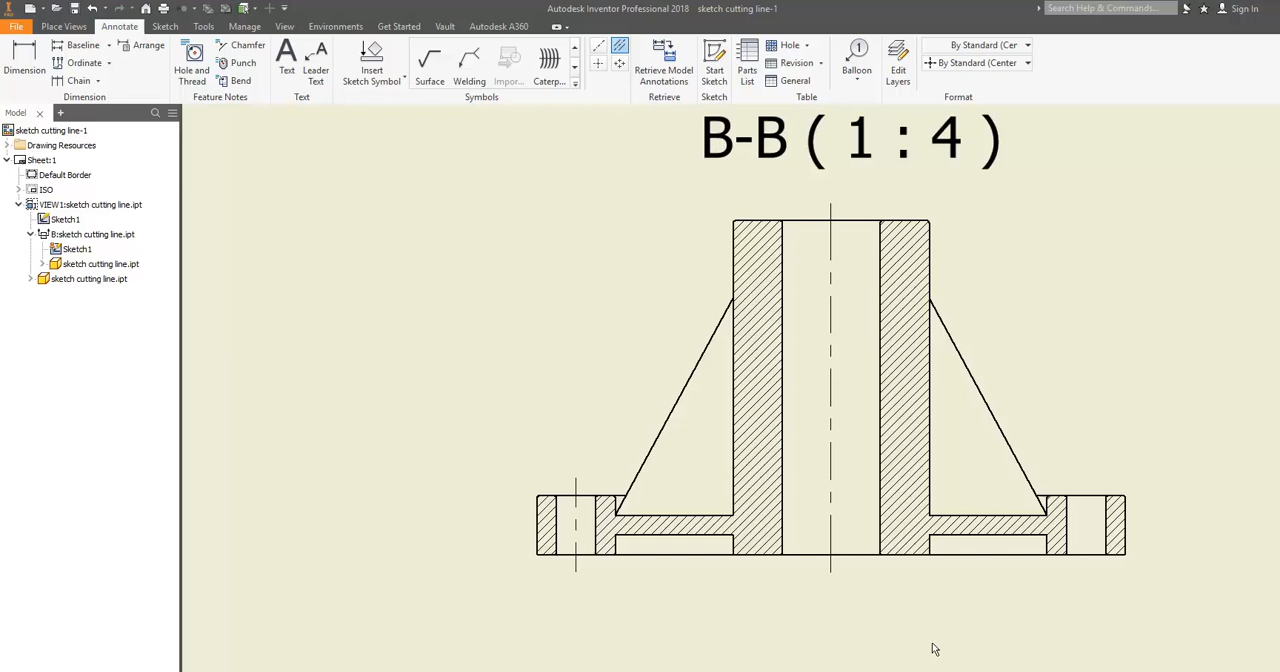 Autodesk Inventor Professional 2018 sketch cutting line-1
Search Help & Commands...
Sign In
File Place Views Annotate Sketch Tools Manage View Environments Get Started Vault Autodesk A360
Dimension
Baseline
Arrange
Ordinate
Chain
Dimension
Hole and Thread
Chamfer
Punch
Bend
Feature Notes
Text
Leader Text
Text
Insert Sketch Symbol
Surface
Welding
Impor...
Caterp...
Symbols
Retrieve Model Annotations
Retrieve
Start Sketch
Sketch
Parts List
Hole
Revision
General
Table
Balloon
1
Edit Layers
By Standard (Cer
By Standard (Center
Format
Model
sketch cutting line-1
Drawing Resources
Sheet:1
Default Border
ISO
VIEW1:sketch cutting line.ipt
Sketch1
B:sketch cutting line.ipt
Sketch1
sketch cutting line.ipt
sketch cutting line.ipt
B-B ( 1 : 4 )